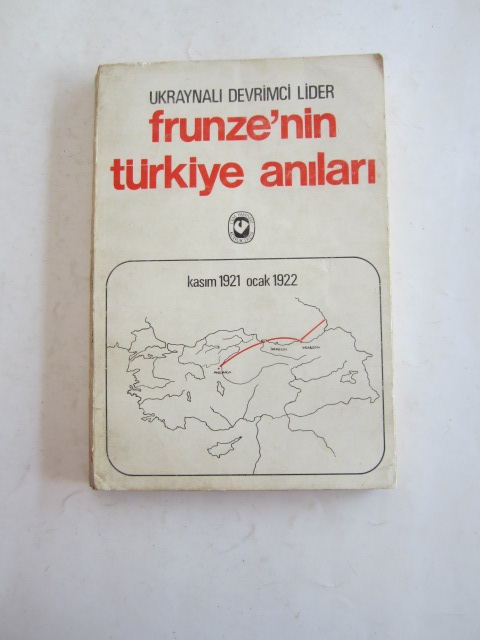 UKRAYNALI DEVRİMCİ LİDER
frunze'nin
türkiye anıları
kasım 1921 ocak 1922